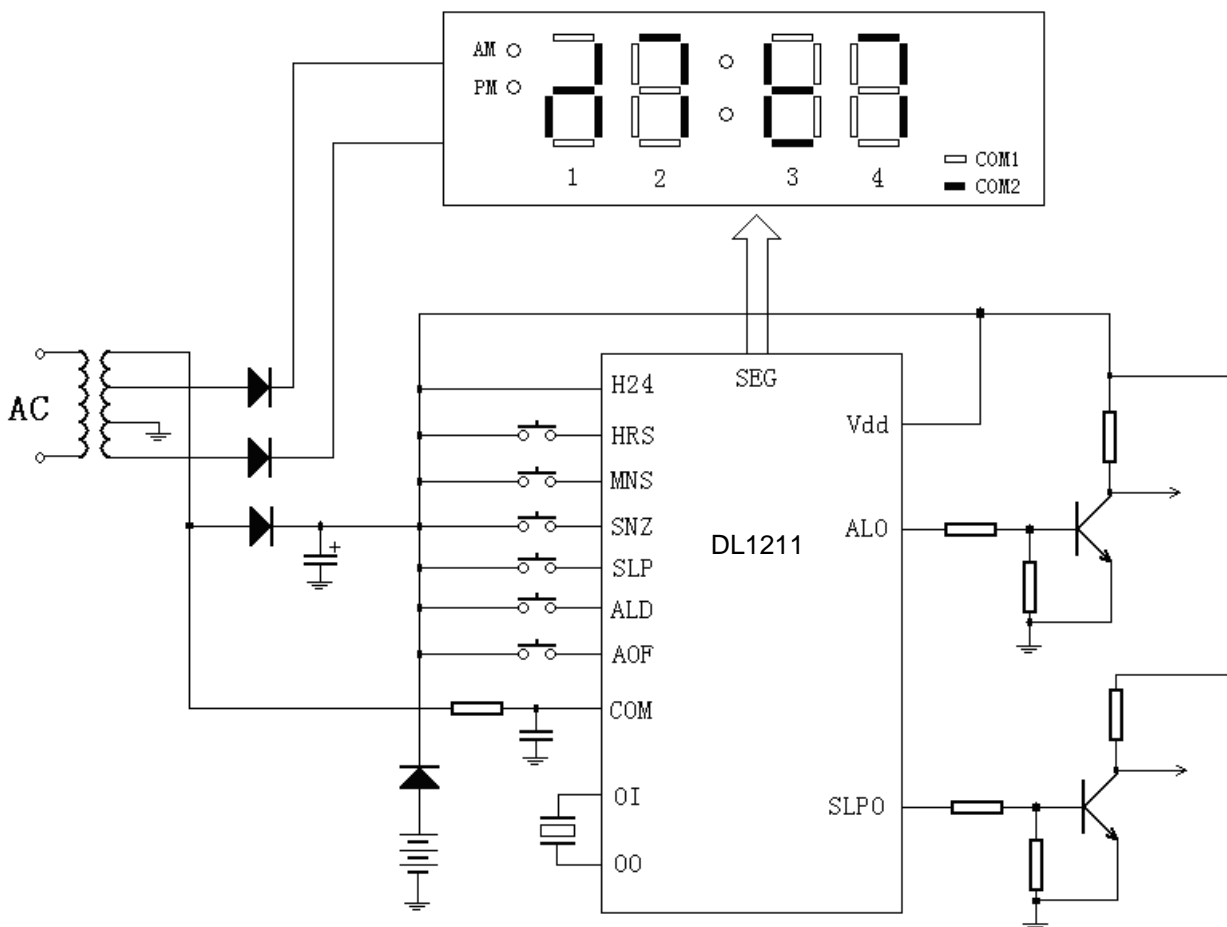 AM
PM
1 2 3 4
COM1
COM2
AC
SEG
H24
HRS
MNS
SNZ
SLP
ALD
AOF
COM
OI
OO
DL1211
Vdd
ALO
SLPO
+